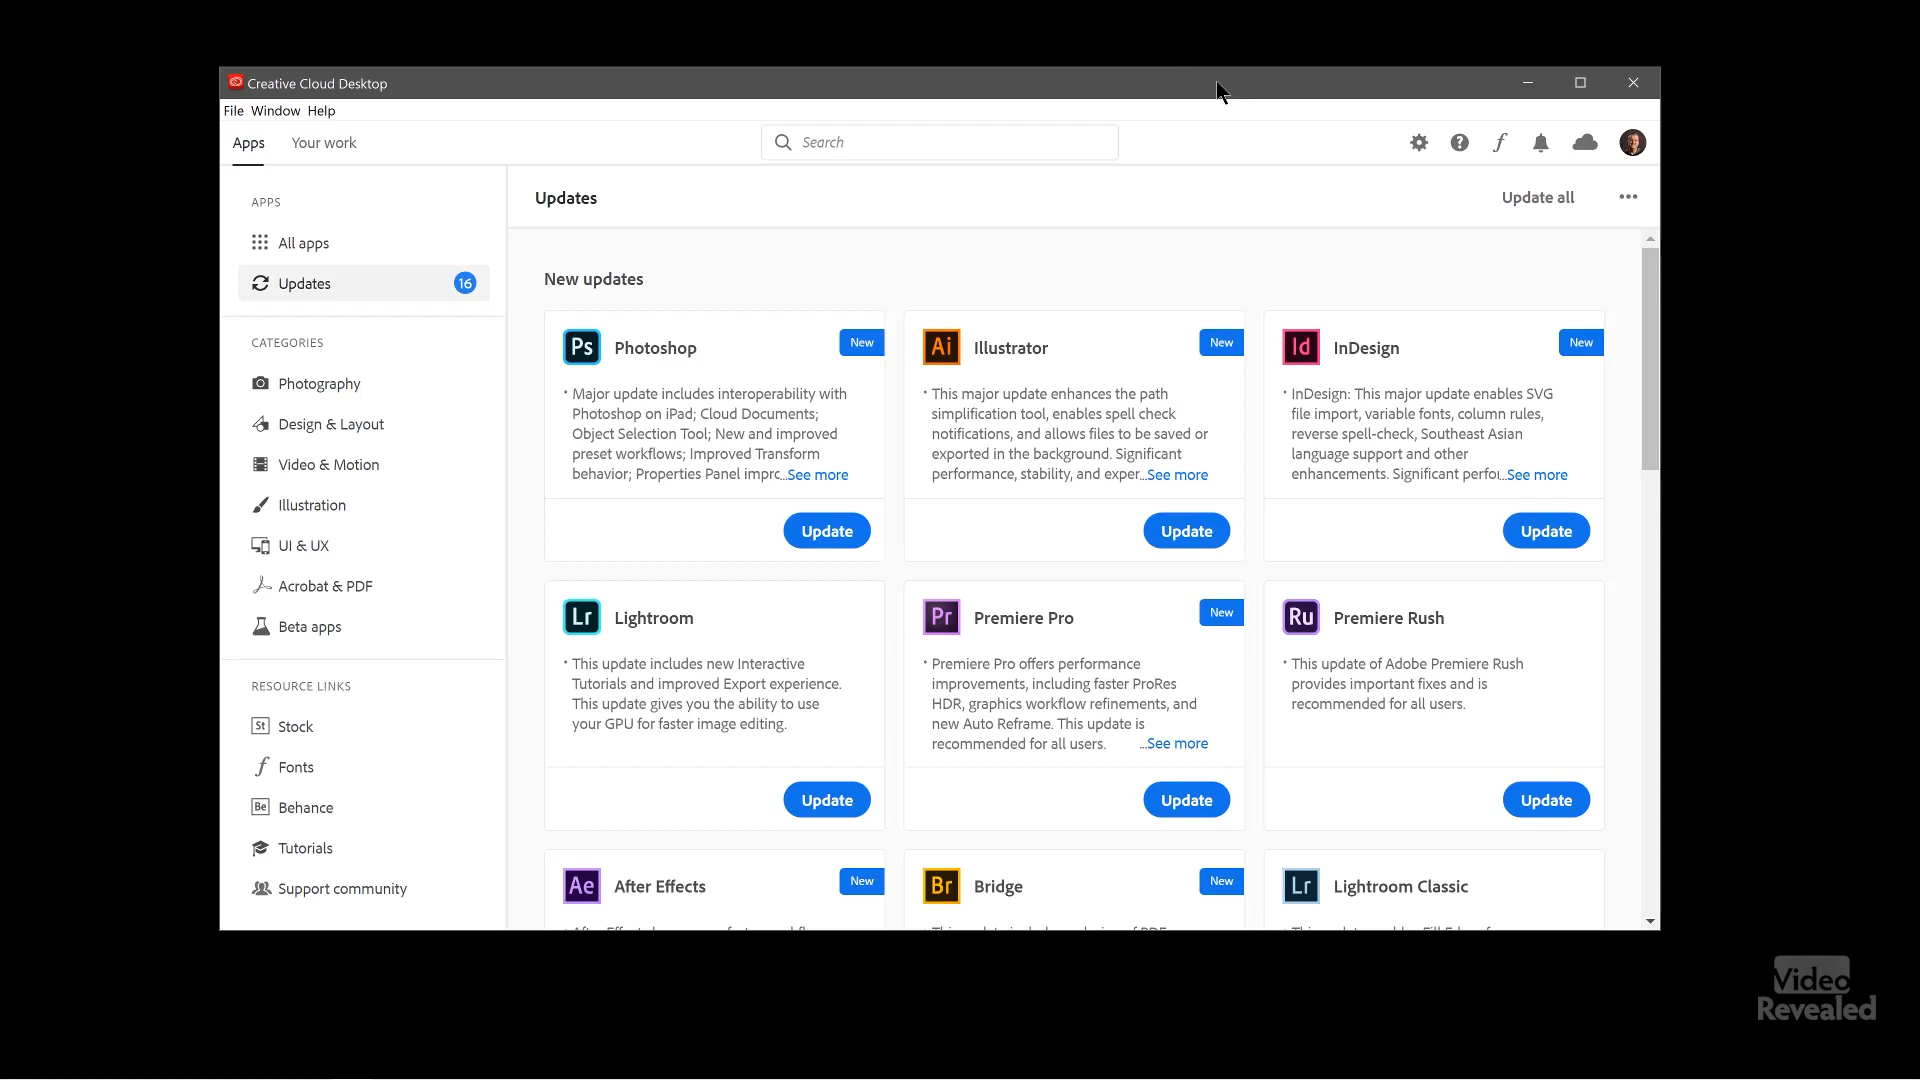 Creative Cloud Desktop
File Window Help
Apps
Your work
Search
APPS
All apps
Updates
16
CATEGORIES
Photography
Design & Layout
Video & Motion
Illustration
UI & UX
Acrobat & PDF
Beta apps
RESOURCE LINKS
St
Stock
Fonts
Be
Behance
Tutorials
Support community
Updates
Update all
New updates
Ps
Photoshop
New
· Major update includes interoperability with
Photoshop on iPad; Cloud Documents;
Object Selection Tool; New and improved
preset workflows; Improved Transform
behavior; Properties Panel imprc...See more
Update
Ai
Illustrator
New
· This major update enhances the path
simplification tool, enables spell check
notifications, and allows files to be saved or
exported in the background. Significant
performance, stability, and exper...See more
Update
Id
InDesign
New
· InDesign: This major update enables SVG
file import, variable fonts, column rules,
reverse spell-check, Southeast Asian
language support and other
enhancements. Significant perfo...See more
Update
Lr
Lightroom
· This update includes new Interactive
Tutorials and improved Export experience.
This update gives you the ability to use
your GPU for faster image editing.
Update
Pr
Premiere Pro
New
· Premiere Pro offers performance
improvements, including faster ProRes
HDR, graphics workflow refinements, and
new Auto Reframe. This update is
recommended for all users. ...See more
Update
Ru
Premiere Rush
· This update of Adobe Premiere Rush
provides important fixes and is
recommended for all users.
Update
Ae
After Effects
New
Br
Bridge
New
Lr
Lightroom Classic
Video
Revealed